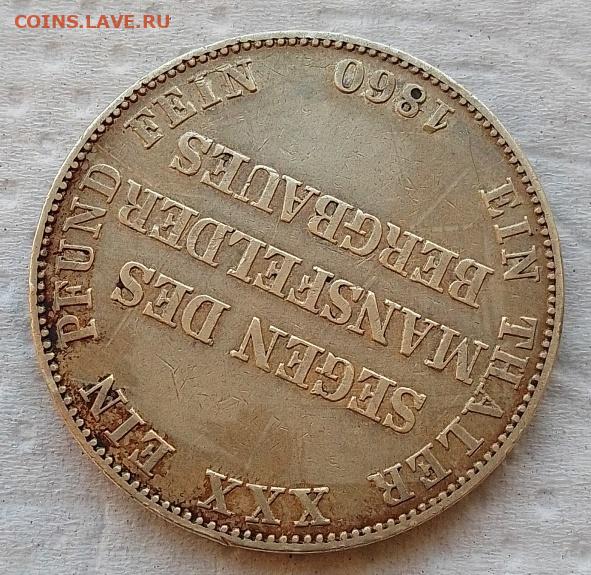 COINS.LAVE.RU
EIN THALER XXX EIN PFUND FEIN
SEGEN DES
MANSFELDER
BERGBAUES
1860